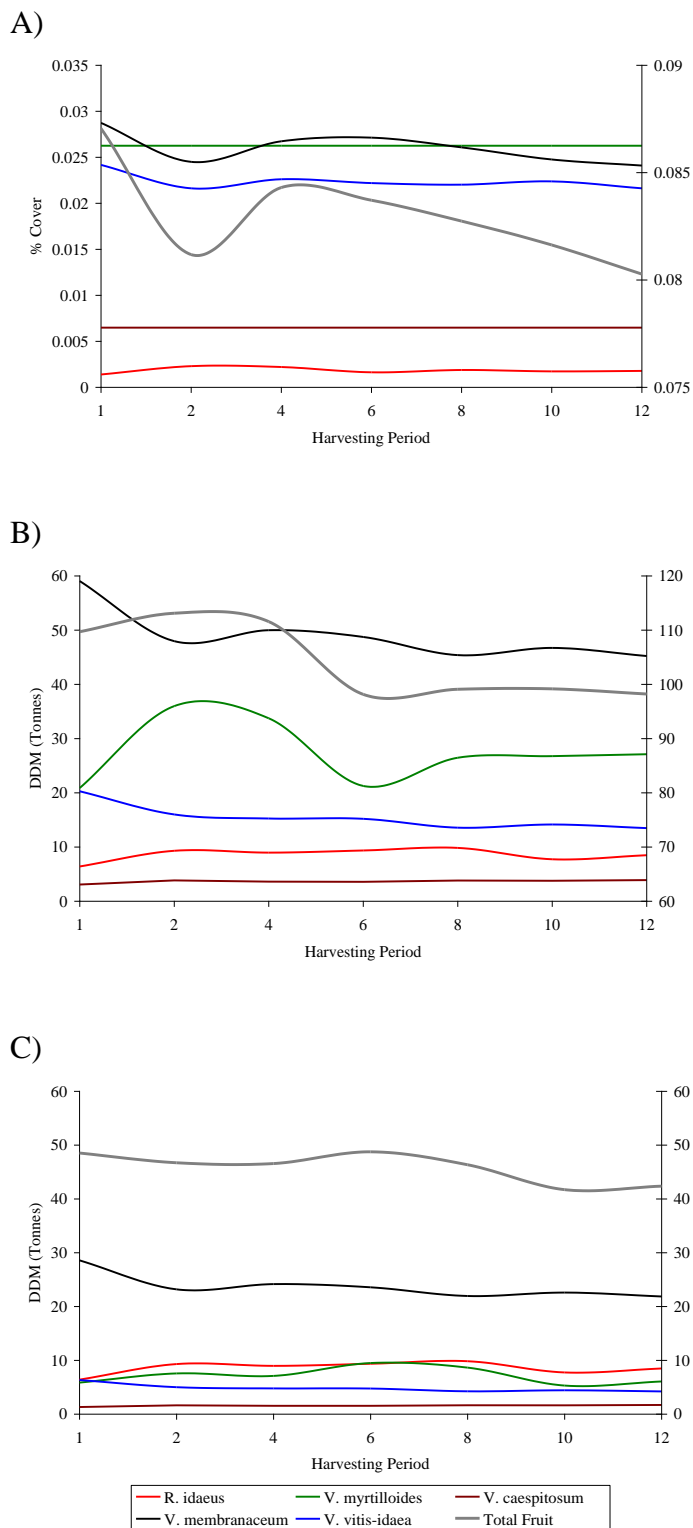 A)
0.035
0.03
0.025
0.02
0.015
0.01
0.005
0
% Cover
0.09
0.085
0.08
0.075
1 2 4 6 8 10 12
Harvesting Period
B)
60
50
40
30
20
10
0
DDM (Tonnes)
120
110
100
90
80
70
60
1 2 4 6 8 10 12
Harvesting Period
C)
60
50
40
30
20
10
0
DDM (Tonnes)
60
50
40
30
20
10
0
1 2 4 6 8 10 12
Harvesting Period
R. idaeus V. myrtilloides V. caespitosum
V. membranaceum V. vitis-idaea Total Fruit